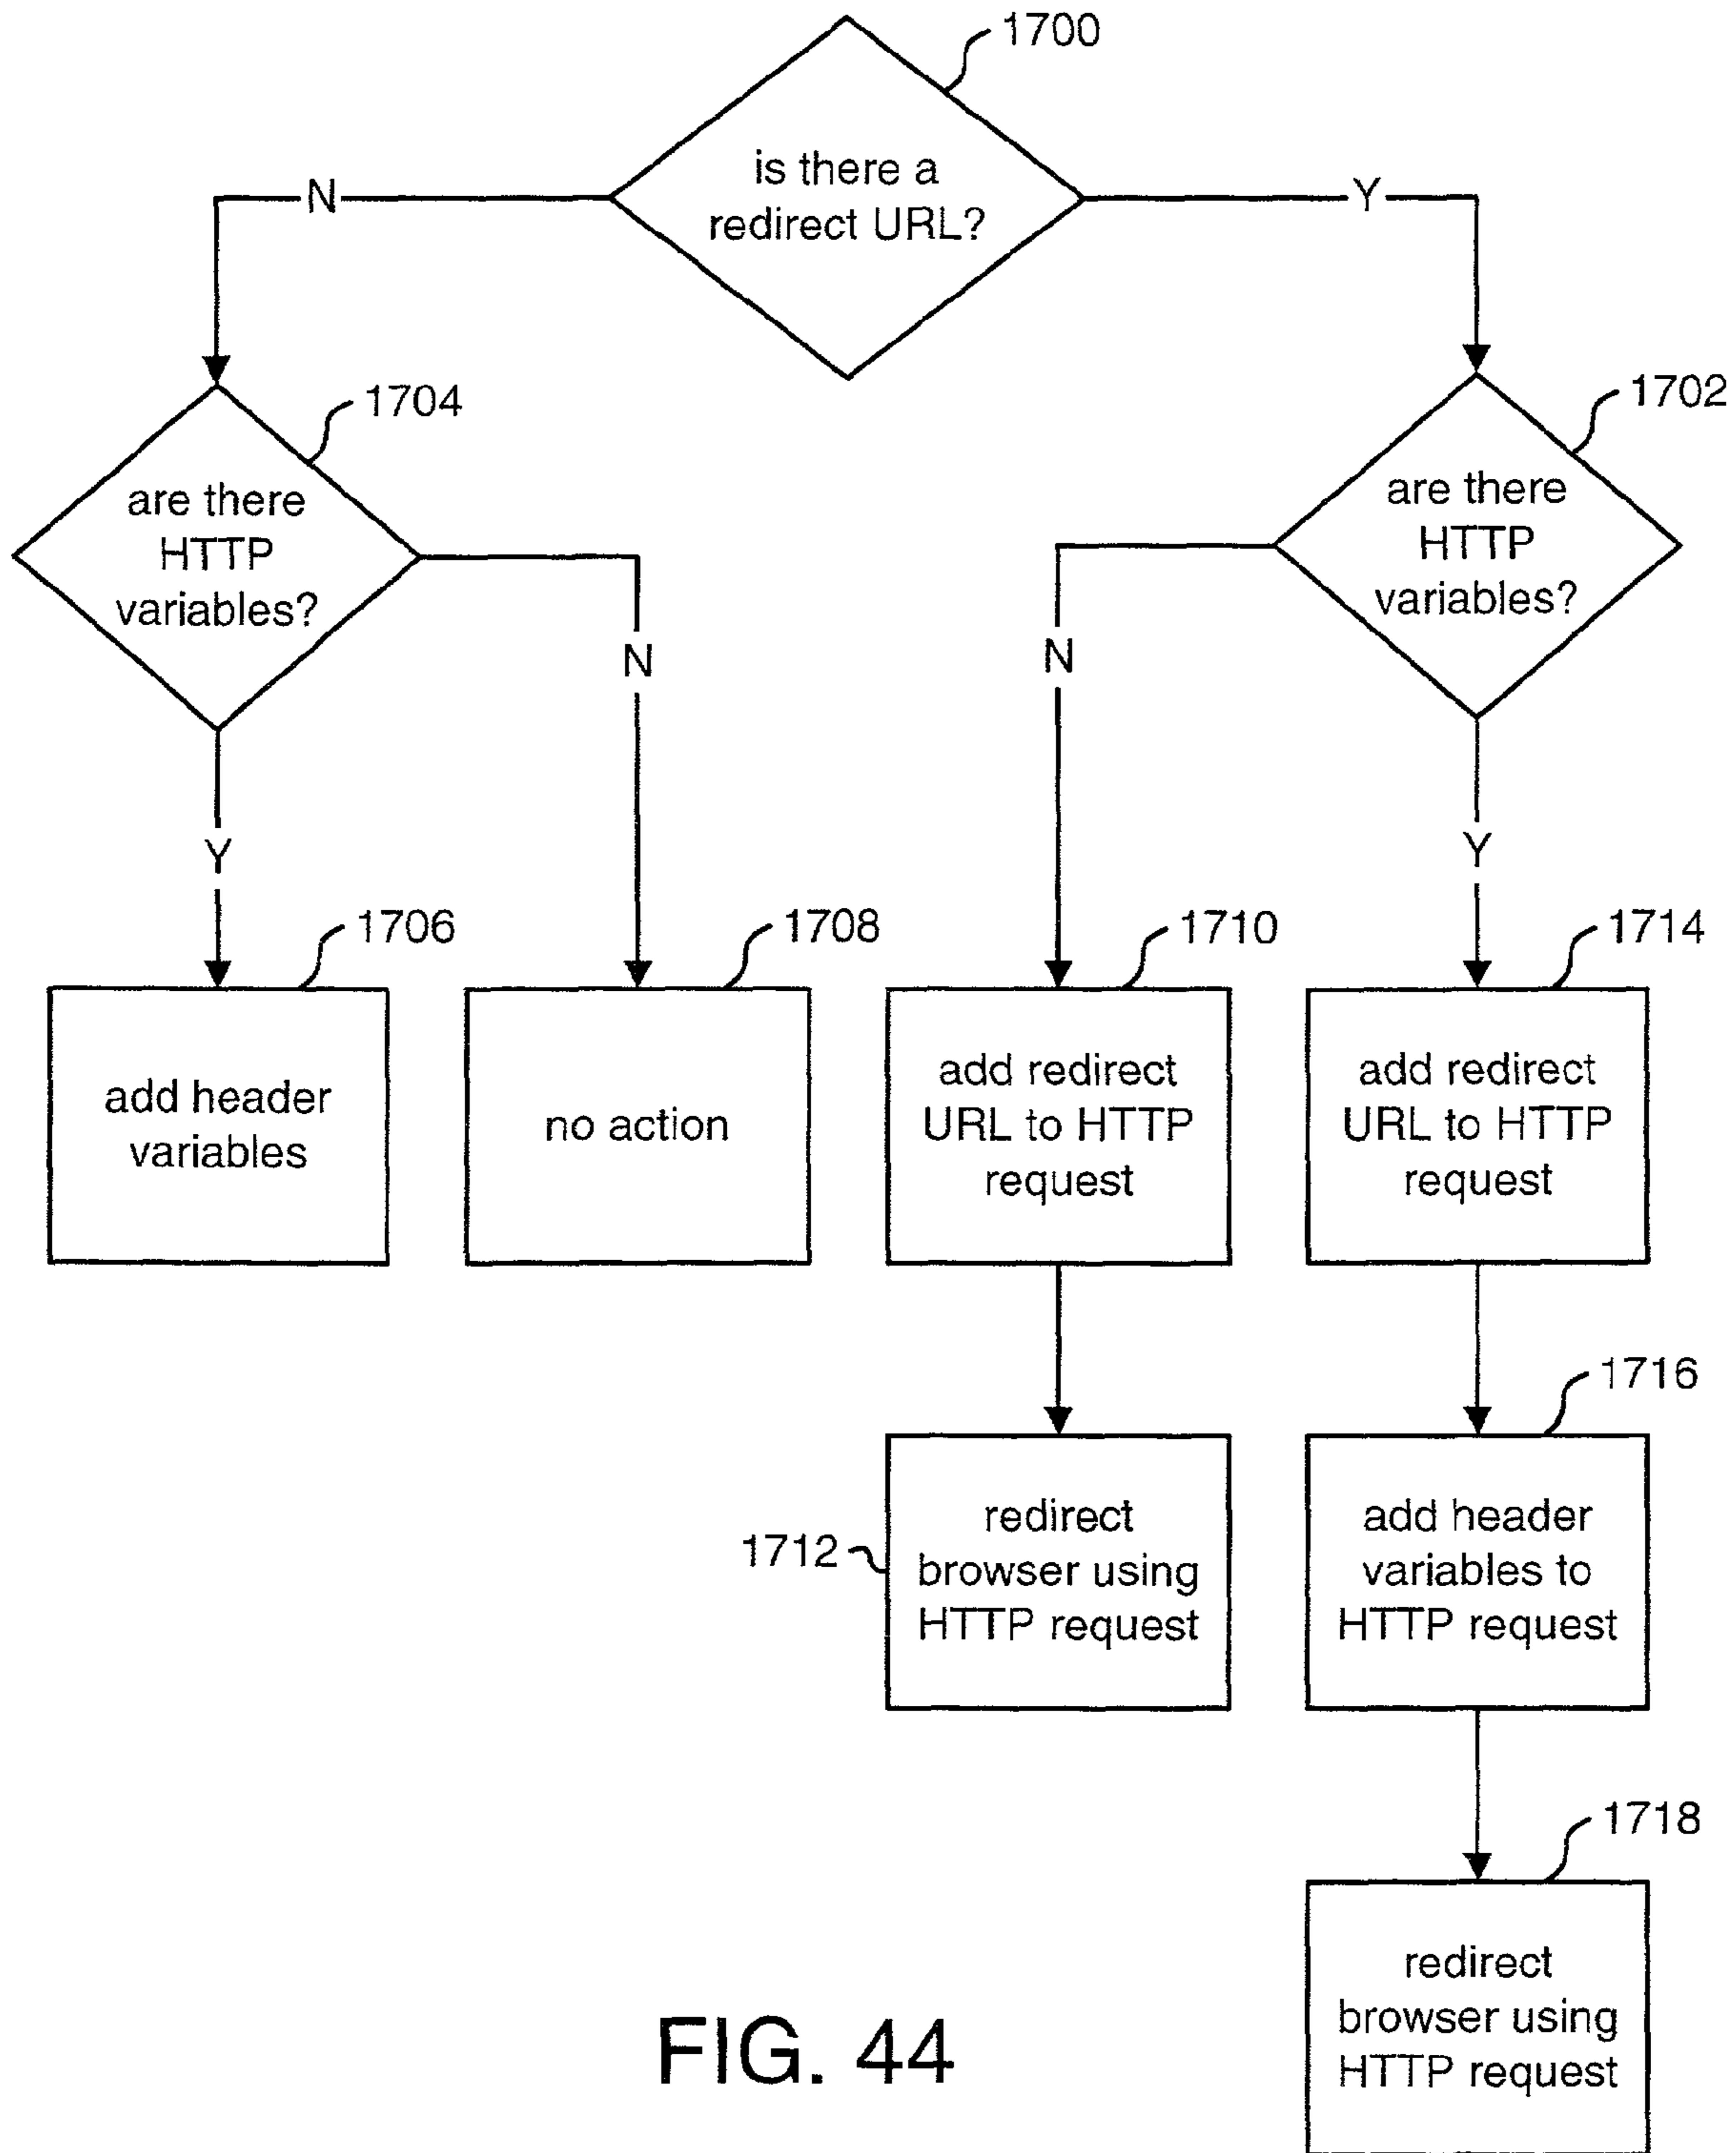 1700
is there a
redirect URL?
N
Y
1704
1702
are there
HTTP
variables?
are there
HTTP
variables?
N
N
Y
Y
1706
1708
1710
1714
add header
variables
no action
add redirect
URL to HTTP
request
add redirect
URL to HTTP
request
1716
1712
redirect
browser using
HTTP request
add header
variables to
HTTP request
1718
redirect
browser using
HTTP request
FIG. 44